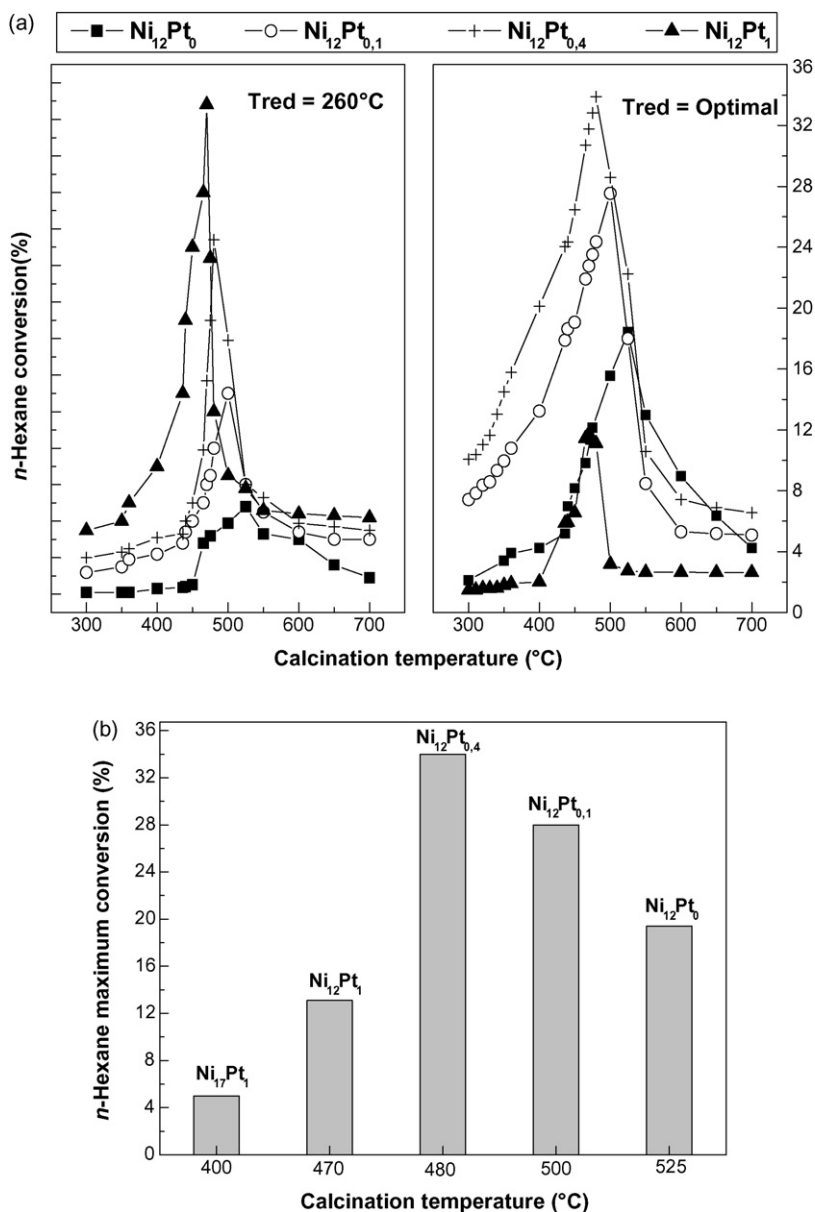 (a)
Ni₁₂Pt₀ Ni₁₂Pt₀,₁ Ni₁₂Pt₀,₄ Ni₁₂Pt₁
Tred = 260°C
Tred = Optimal
n-Hexane conversion(%)
36
32
28
24
20
16
12
8
4
0
300 400 500 600 700
300 400 500 600 700
Calcination temperature (°C)
(b)
n-Hexane maximum conversion (%)
36
32
28
24
20
16
12
8
4
0
Ni₁₇Pt₁
Ni₁₂Pt₁
Ni₁₂Pt₀,₄
Ni₁₂Pt₀,₁
Ni₁₂Pt₀
400 470 480 500 525
Calcination temperature (°C)